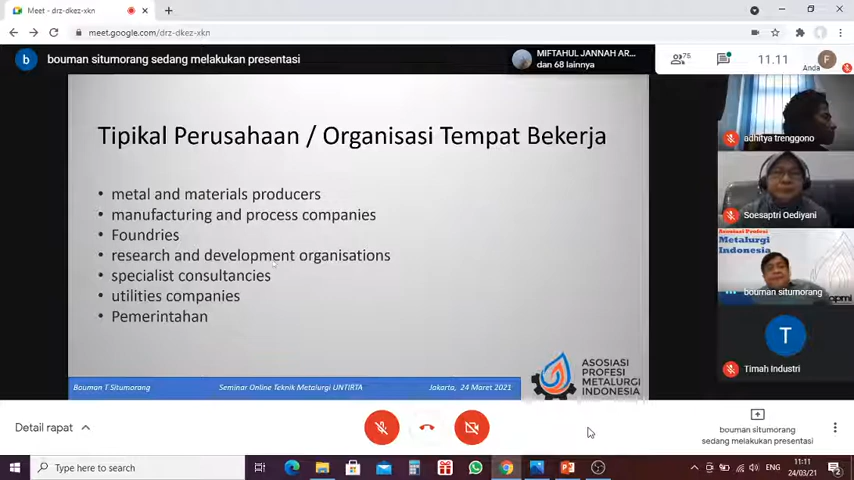 Meet - drz-dkez-xkn
meet.google.com/drz-dkez-xkn
b
bouman situmorang sedang melakukan presentasi
MIFTAHUL JANNAH AR...
dan 68 lainnya
75
11.11
F
Anda
Tipikal Perusahaan / Organisasi Tempat Bekerja
• metal and materials producers
• manufacturing and process companies
• Foundries
• research and development organisations
• specialist consultancies
• utilities companies
• Pemerintahan
Bouman T Situmorang
Seminar Online Teknik Metalurgi UNTIRTA
Jakarta, 24 Maret 2021
ASOSIASI
PROFESI
METALURGI
INDONESIA
adhitya trenggono
Soesaptri Oediyani
Asosiasi Profesi
Metalurgi
Indonesia
bouman situmorang
apmi
T
Timah Industri
Detail rapat
bouman situmorang
sedang melakukan presentasi
Type here to search
ENG
11:11
24/03/21
2